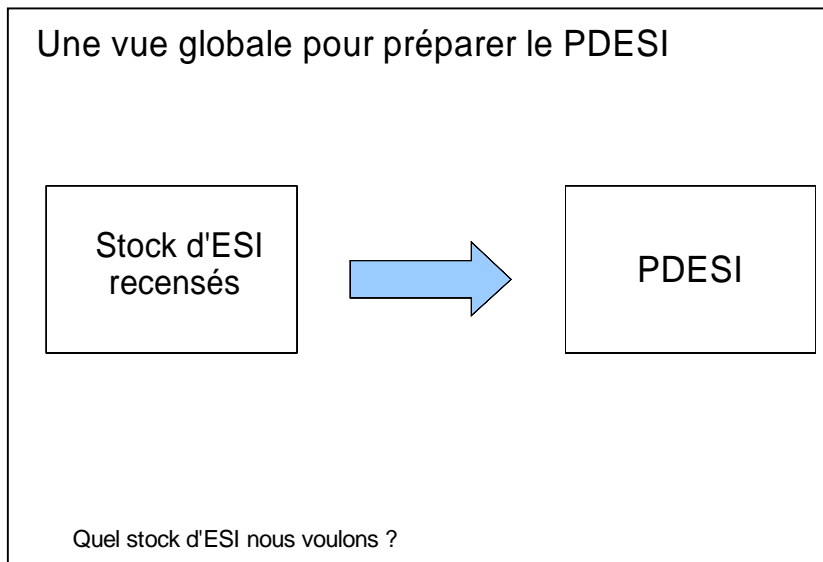 Une vue globale pour préparer le PDESI
Stock d'ESI
recensés
PDESI
Quel stock d'ESI nous voulons ?